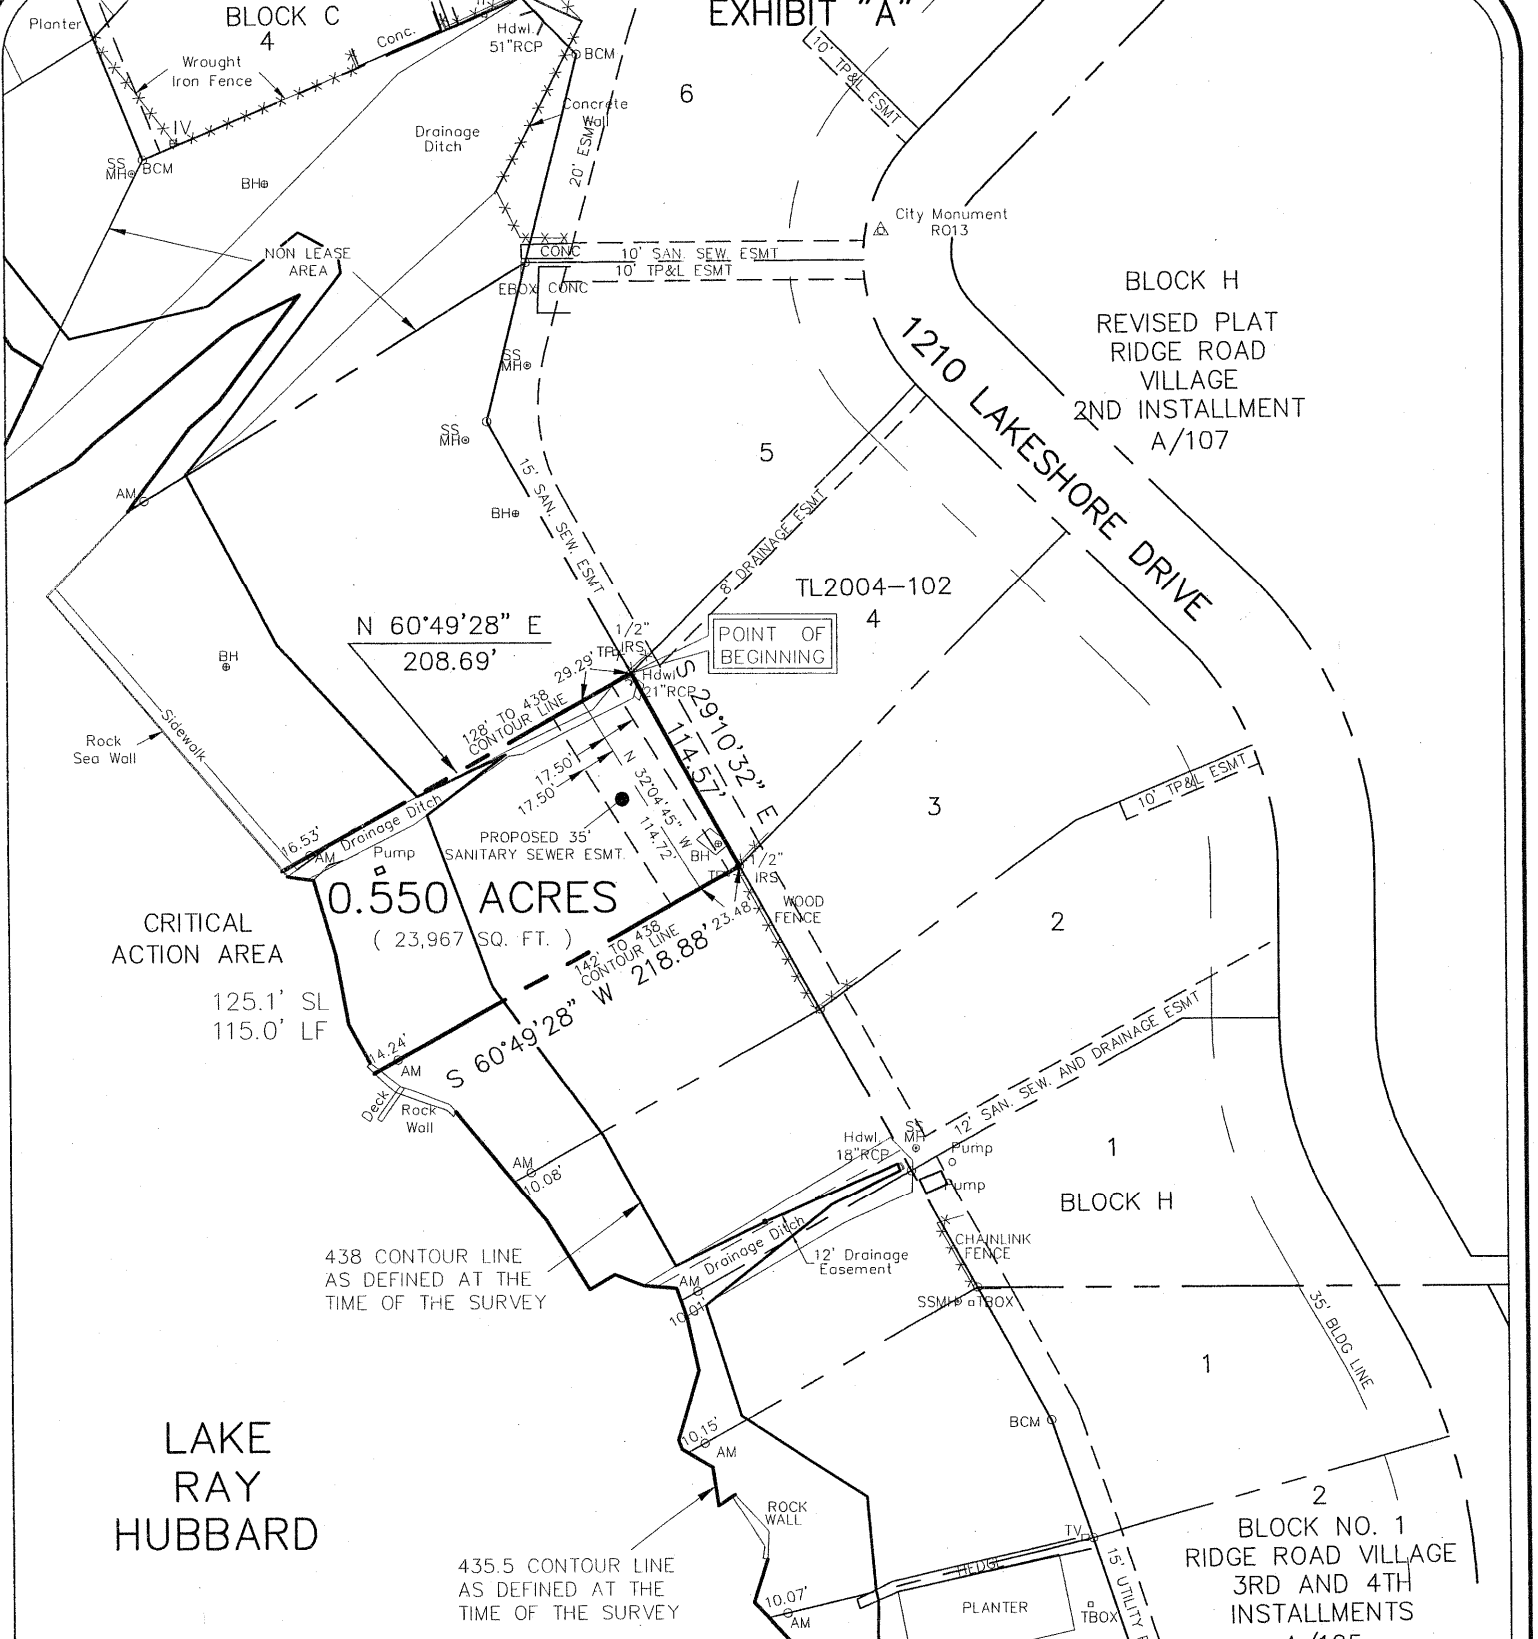 EXHIBIT "A"
BLOCK C
4
Planter
Wrought
Iron Fence
Conc.
Hdwl.
51"RCP
BCM
Concrete
Wall
6
10' TP&L ESMT
Drainage
Ditch
20' ESMT
IV
SS
MH
BCM
BH
City Monument
R013
NON LEASE
AREA
CONC
10' SAN. SEW. ESMT
10' TP&L ESMT
EBOX
CONC
BLOCK H
REVISED PLAT
RIDGE ROAD
VILLAGE
2ND INSTALLMENT
A/107
1210 LAKESHORE DRIVE
SS
MH
SS
MH
5
15' SAN. SEW. ESMT
AM
BH
8' DRAINAGE ESMT
TL2004-102
4
N 60°49'28" E
208.69'
1/2"
IRS
POINT OF
BEGINNING
BH
29.29'
Hdwl
21"RCP
S 29°10'32" E
114.57'
128' TO 438
CONTOUR LINE
Sidewalk
Rock
Sea Wall
17.50'
17.50'
N 32°04'45" W
114.72'
10' TP&L ESMT
3
Drainage Ditch
16.53'
AM
Pump
PROPOSED 35'
SANITARY SEWER ESMT.
BH
1/2"
IRS
0.550 ACRES
( 23,967 SQ. FT. )
WOOD
FENCE
23.48'
2
CRITICAL
ACTION AREA
142' TO 438
CONTOUR LINE
S 60°49'28" W 218.88'
125.1' SL
115.0' LF
14.24'
AM
Deck
Rock
Wall
12' SAN. SEW. AND DRAINAGE ESMT
Hdwl.
18"RCP
SS
MH
Pump
Pump
1
BLOCK H
AM
10.08'
Drainage Ditch
12' Drainage
Easement
CHAINLINK
FENCE
438 CONTOUR LINE
AS DEFINED AT THE
TIME OF THE SURVEY
AM
10.01'
SSMH
TBOX
35' BLDG LINE
1
LAKE
RAY
HUBBARD
10.15'
AM
BCM
ROCK
WALL
2
BLOCK NO. 1
RIDGE ROAD VILLAGE
3RD AND 4TH
INSTALLMENTS
TV
HEDGE
15' UTILITY
435.5 CONTOUR LINE
AS DEFINED AT THE
TIME OF THE SURVEY
10.07'
AM
PLANTER
TBOX